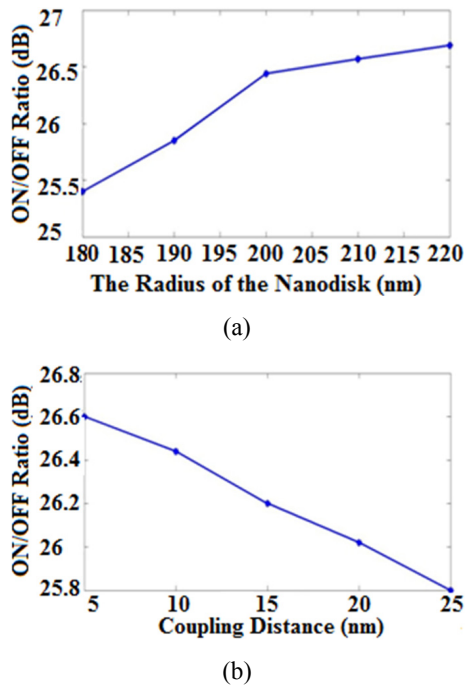 27
26.5
26
25.5
25
ON/OFF Ratio (dB)
180 185 190 195 200 205 210 215 220
The Radius of the Nanodisk (nm)
(a)
26.8
26.6
26.4
26.2
26
25.8
ON/OFF Ratio (dB)
5 10 15 20 25
Coupling Distance (nm)
(b)